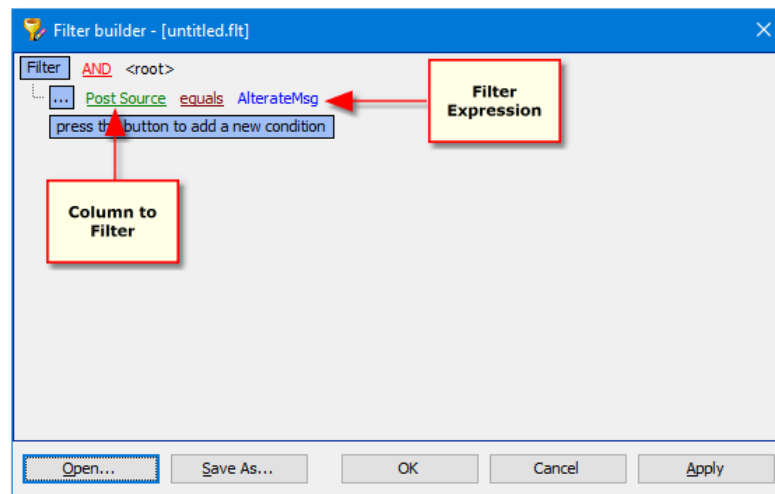 Filter builder - [untitled.flt]
Filter AND <root>
... Post Source equals AlterateMsg
press the button to add a new condition
Filter
Expression
Column to
Filter
Open... Save As... OK Cancel Apply